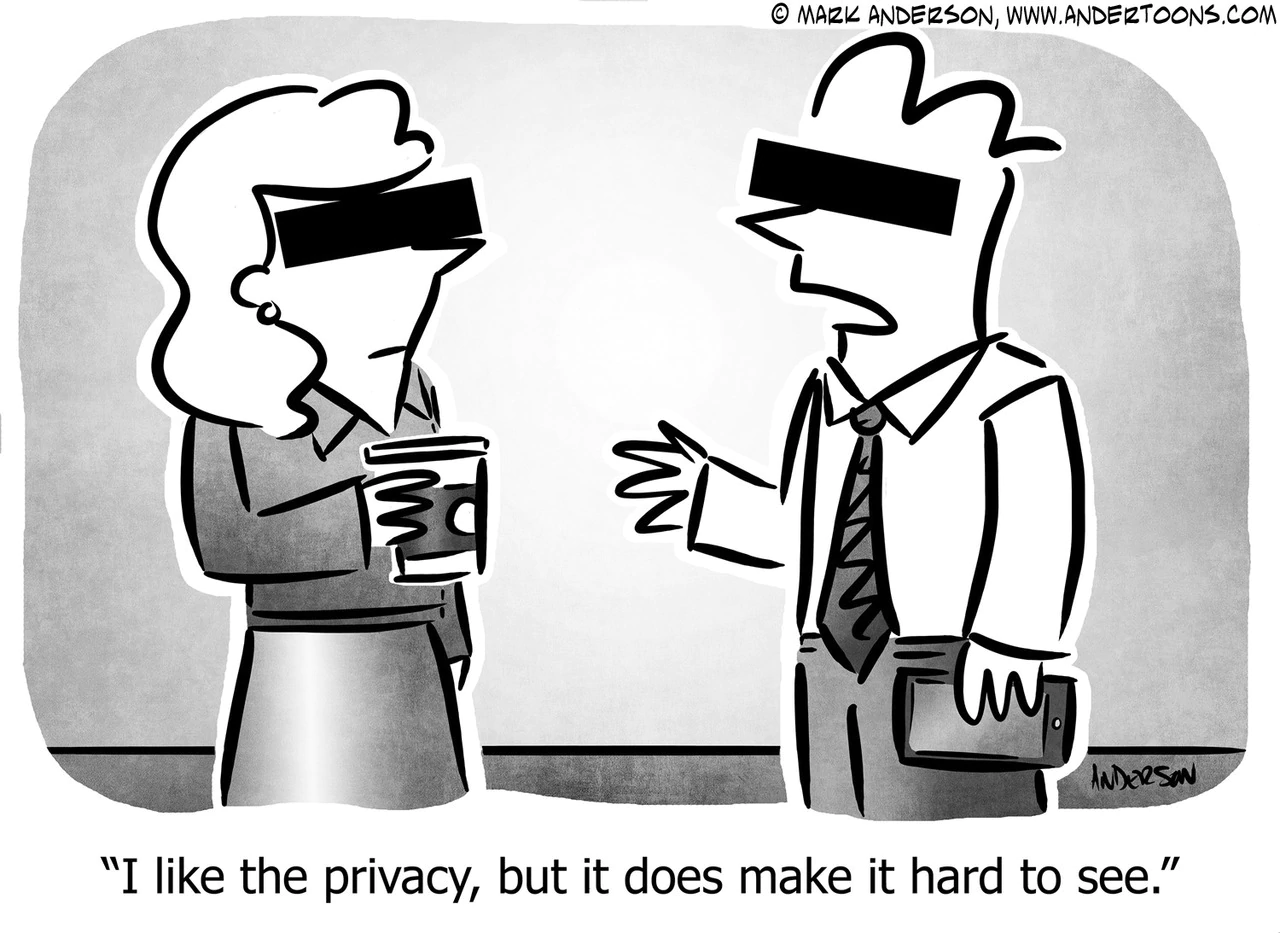 © MARK ANDERSON, WWW.ANDERTOONS.COM
ANDERSON
“I like the privacy, but it does make it hard to see.”